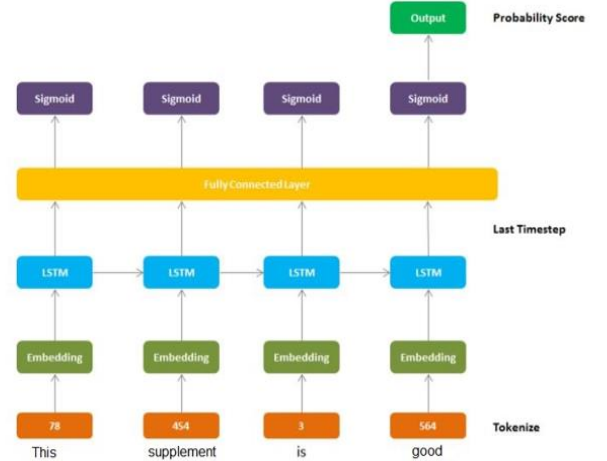 Output Probability Score
Sigmoid Sigmoid Sigmoid Sigmoid
Fully Connected Layer
Last Timestep
LSTM LSTM LSTM LSTM
Embedding Embedding Embedding Embedding
78 454 3 564 Tokenize
This supplement is good